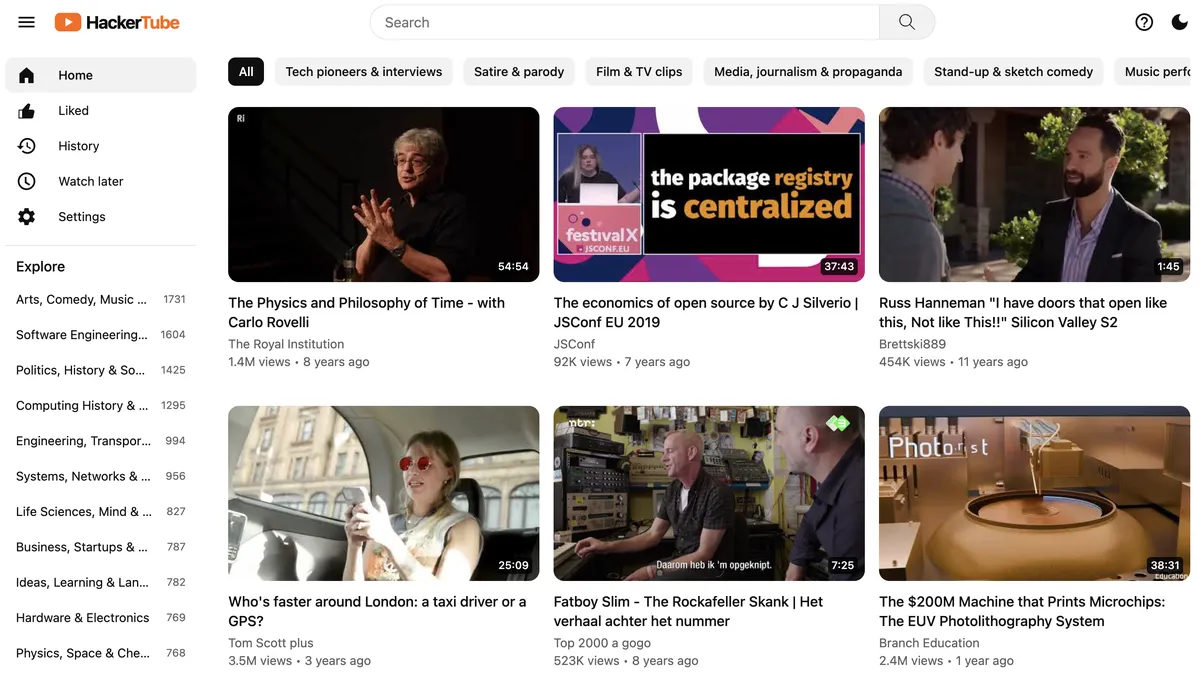 HackerTube
Search
Home
Liked
History
Watch later
Settings
Explore
Arts, Comedy, Music ... 1731
Software Engineering... 1604
Politics, History & So... 1425
Computing History & ... 1295
Engineering, Transpor... 994
Systems, Networks & ... 956
Life Sciences, Mind & ... 827
Business, Startups & ... 787
Ideas, Learning & Lan... 782
Hardware & Electronics 769
Physics, Space & Che... 768
All Tech pioneers & interviews Satire & parody Film & TV clips Media, journalism & propaganda Stand-up & sketch comedy Music perfo
Ri
54:54
The Physics and Philosophy of Time - with
Carlo Rovelli
The Royal Institution
1.4M views • 8 years ago
the package registry
is centralized
festivalX
JSCONF.EU
37:43
The economics of open source by C J Silverio |
JSConf EU 2019
JSConf
92K views • 7 years ago
1:45
Russ Hanneman "I have doors that open like
this, Not like This!!" Silicon Valley S2
Brettski889
454K views • 11 years ago
25:09
Who's faster around London: a taxi driver or a
GPS?
Tom Scott plus
3.5M views • 3 years ago
ntr:
Daarom heb ik 'm opgeknipt.
7:25
Fatboy Slim - The Rockafeller Skank | Het
verhaal achter het nummer
Top 2000 a gogo
523K views • 8 years ago
38:31
Education
The $200M Machine that Prints Microchips:
The EUV Photolithography System
Branch Education
2.4M views • 1 year ago